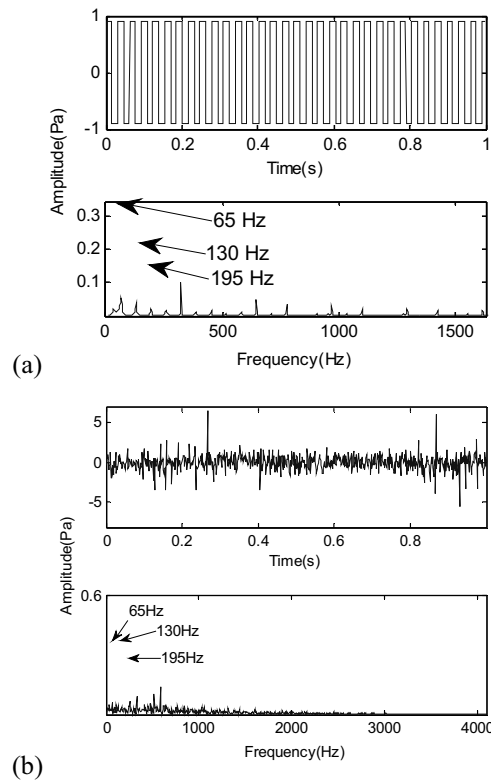 1
0
-1
0 0.2 0.4 0.6 0.8 1
Time(s)
Amplitude(Pa)
0.3
0.2
0.1
65 Hz
130 Hz
195 Hz
0 500 1000 1500
Frequency(Hz)
(a)
5
0
-5
0 0.2 0.4 0.6 0.8
Time(s)
Amplitude(Pa)
0.6
65Hz
130Hz
195Hz
0 1000 2000 3000 4000
Frequency(Hz)
(b)